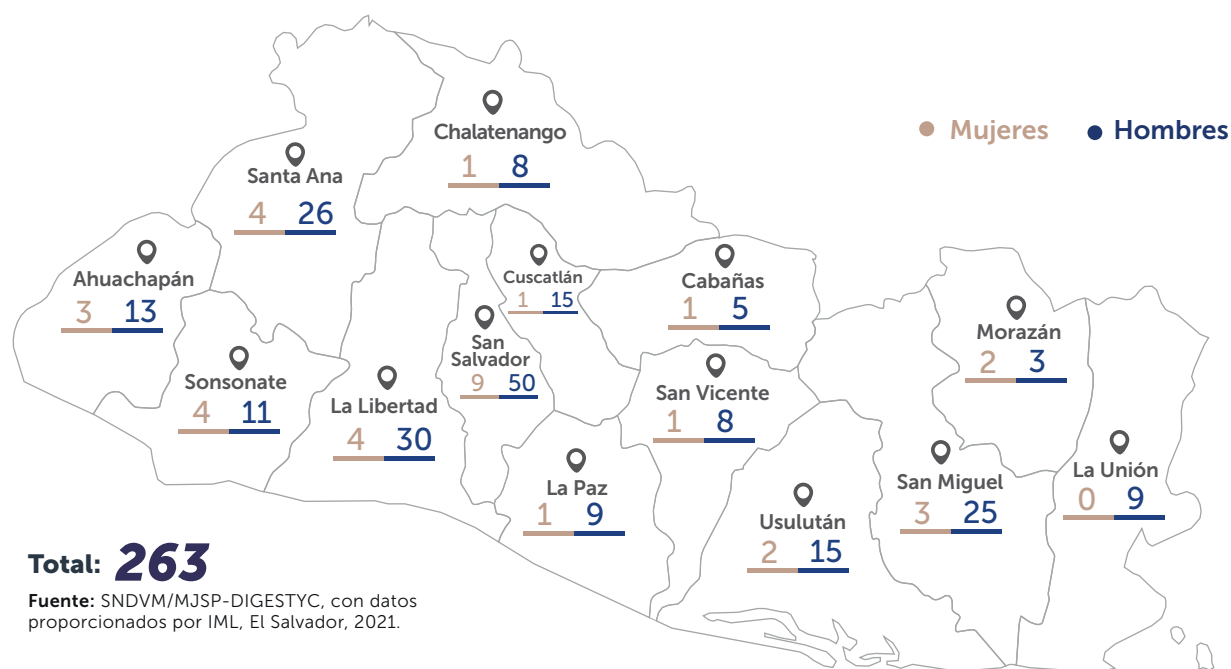 Mujeres Hombres
Chalatenango
1 8
Santa Ana
4 26
Ahuachapán
3 13
Cuscatlán
1 15
Cabañas
1 5
San
Salvador
9 50
Morazán
2 3
Sonsonate
4 11
La Libertad
4 30
San Vicente
1 8
La Paz
1 9
Usulután
2 15
San Miguel
3 25
La Unión
0 9
Total: 263
Fuente: SNDVM/MJSP-DIGESTYC, con datos
proporcionados por IML, El Salvador, 2021.